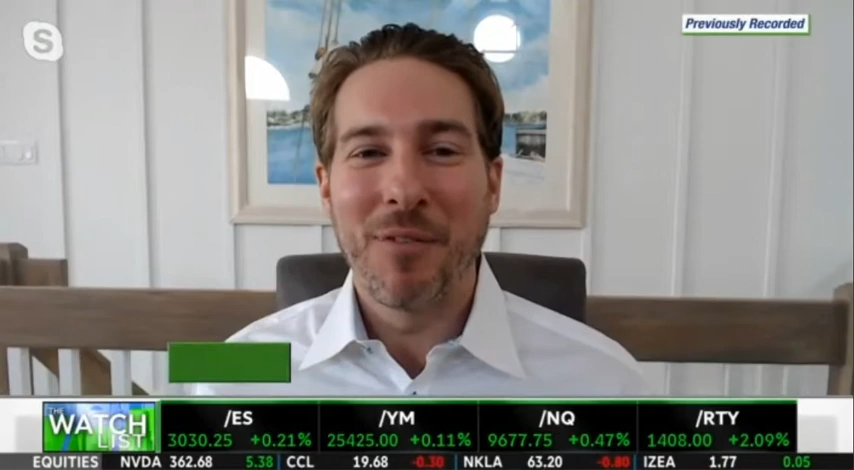 S
Previously Recorded
THE
WATCH
LIST
/ES
3030.25 +0.21%
/YM
25425.00 +0.11%
/NQ
9677.75 +0.47%
/RTY
1408.00 +2.09%
EQUITIES NVDA 362.68 5.38 CCL 19.68 -0.30 NKLA 63.20 -0.80 IZEA 1.77 0.05